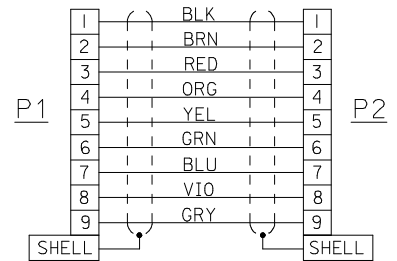 1 BLK 1
2 BRN 2
3 RED 3
4 ORG 4
P1 P2
5 YEL 5
6 GRN 6
7 BLU 7
8 VIO 8
9 GRY 9
SHELL SHELL